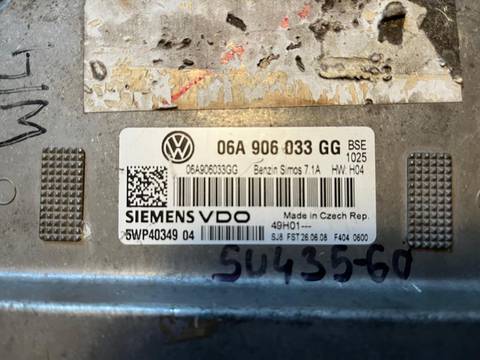 06A 906 033 GG BSE
1025
06A906033GG Benzin Simos 7.1A HW: H04
SIEMENS VDO Made in Czech Rep.
49H01---
5WP40349 04 SJ8 FST 26.06.08 F404 0600
SU435-60